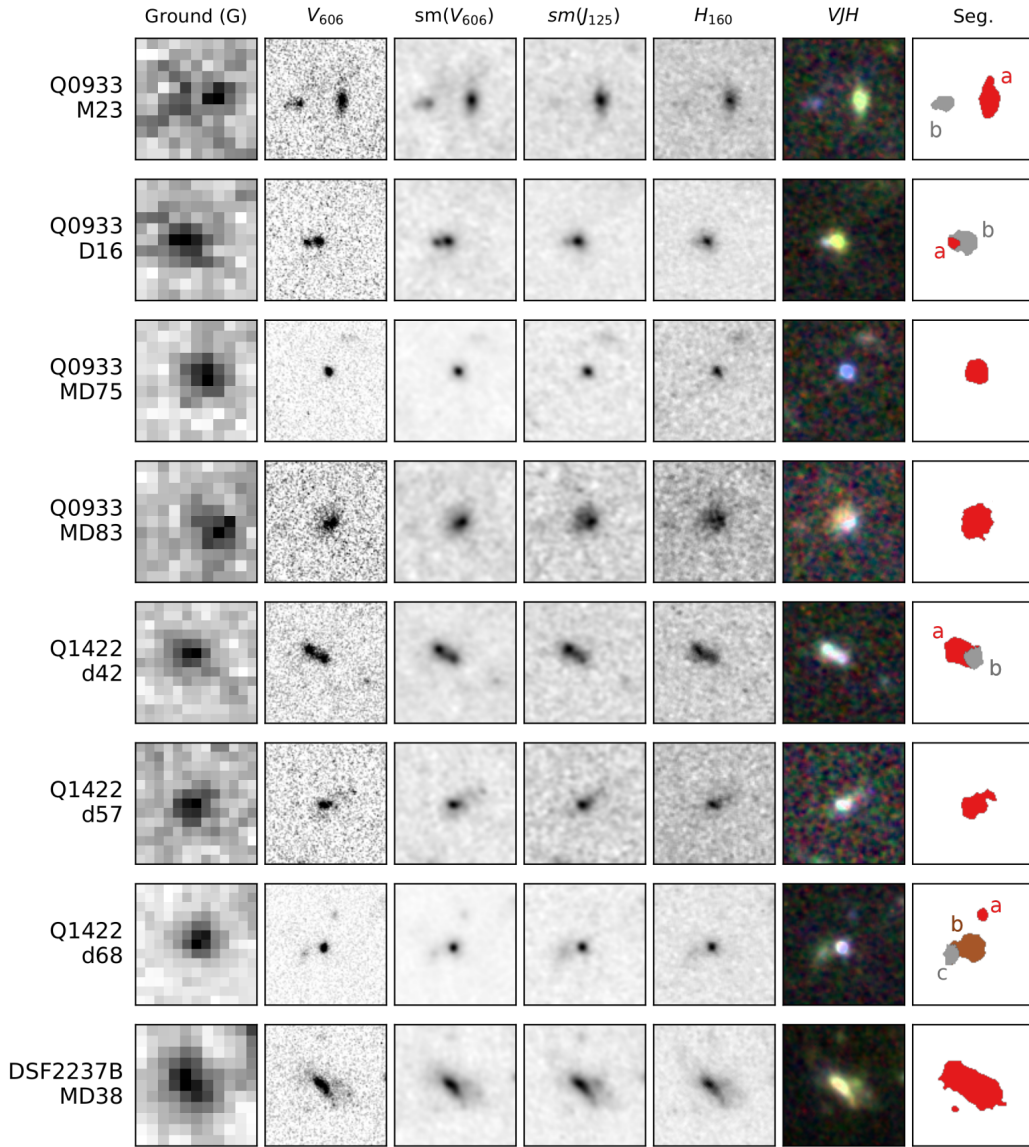 Ground (G) V606 sm(V606) sm(J125) H160 VJH Seg.
Q0933
M23
a
b
Q0933
D16
b
a
Q0933
MD75
Q0933
MD83
Q1422
d42
a
b
Q1422
d57
Q1422
d68
a
b
c
DSF2237B
MD38